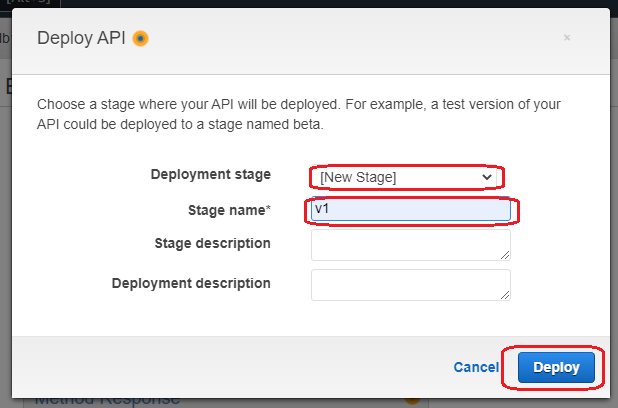 Deploy API
×
Choose a stage where your API will be deployed. For example, a test version of your
API could be deployed to a stage named beta.
Deployment stage [New Stage]
Stage name* v1
Stage description
Deployment description
Cancel Deploy
Method Response